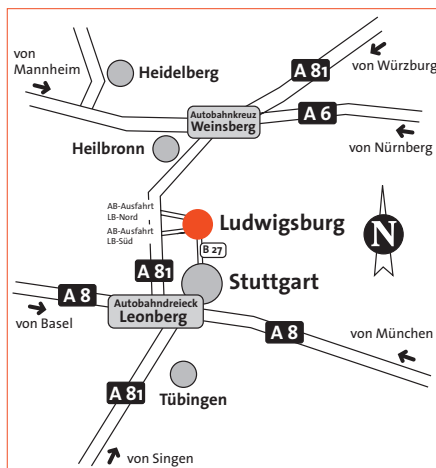 von
Mannheim
Heidelberg
A 81
von Würzburg
Autobahnkreuz
Weinsberg
A 6
Heilbronn
von Nürnberg
AB-Ausfahrt
LB-Nord
AB-Ausfahrt
LB-Süd
Ludwigsburg
B 27
N
A 81
Stuttgart
A 8
Autobahndreieck
Leonberg
von Basel
A 8
von München
A 81
Tübingen
von Singen